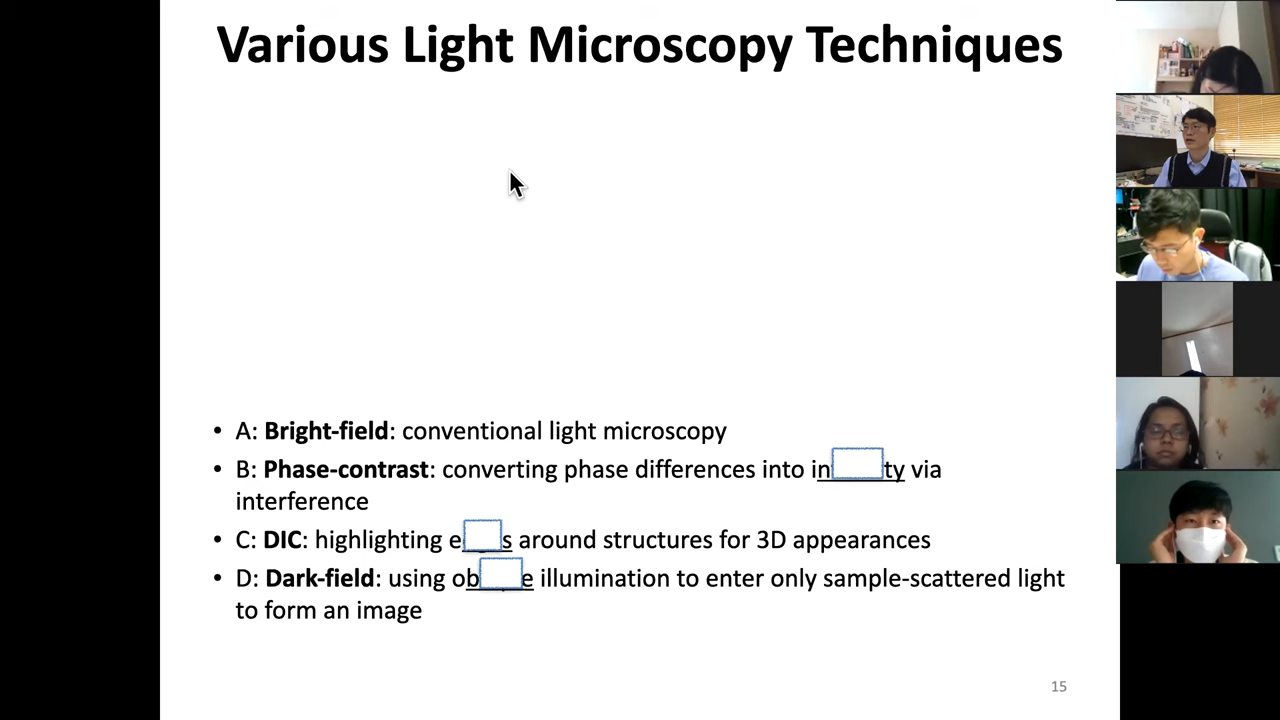 Various Light Microscopy Techniques
• A: Bright-field: conventional light microscopy
• B: Phase-contrast: converting phase differences into in ty via
interference
• C: DIC: highlighting e s around structures for 3D appearances
• D: Dark-field: using ob e illumination to enter only sample-scattered light
to form an image
15